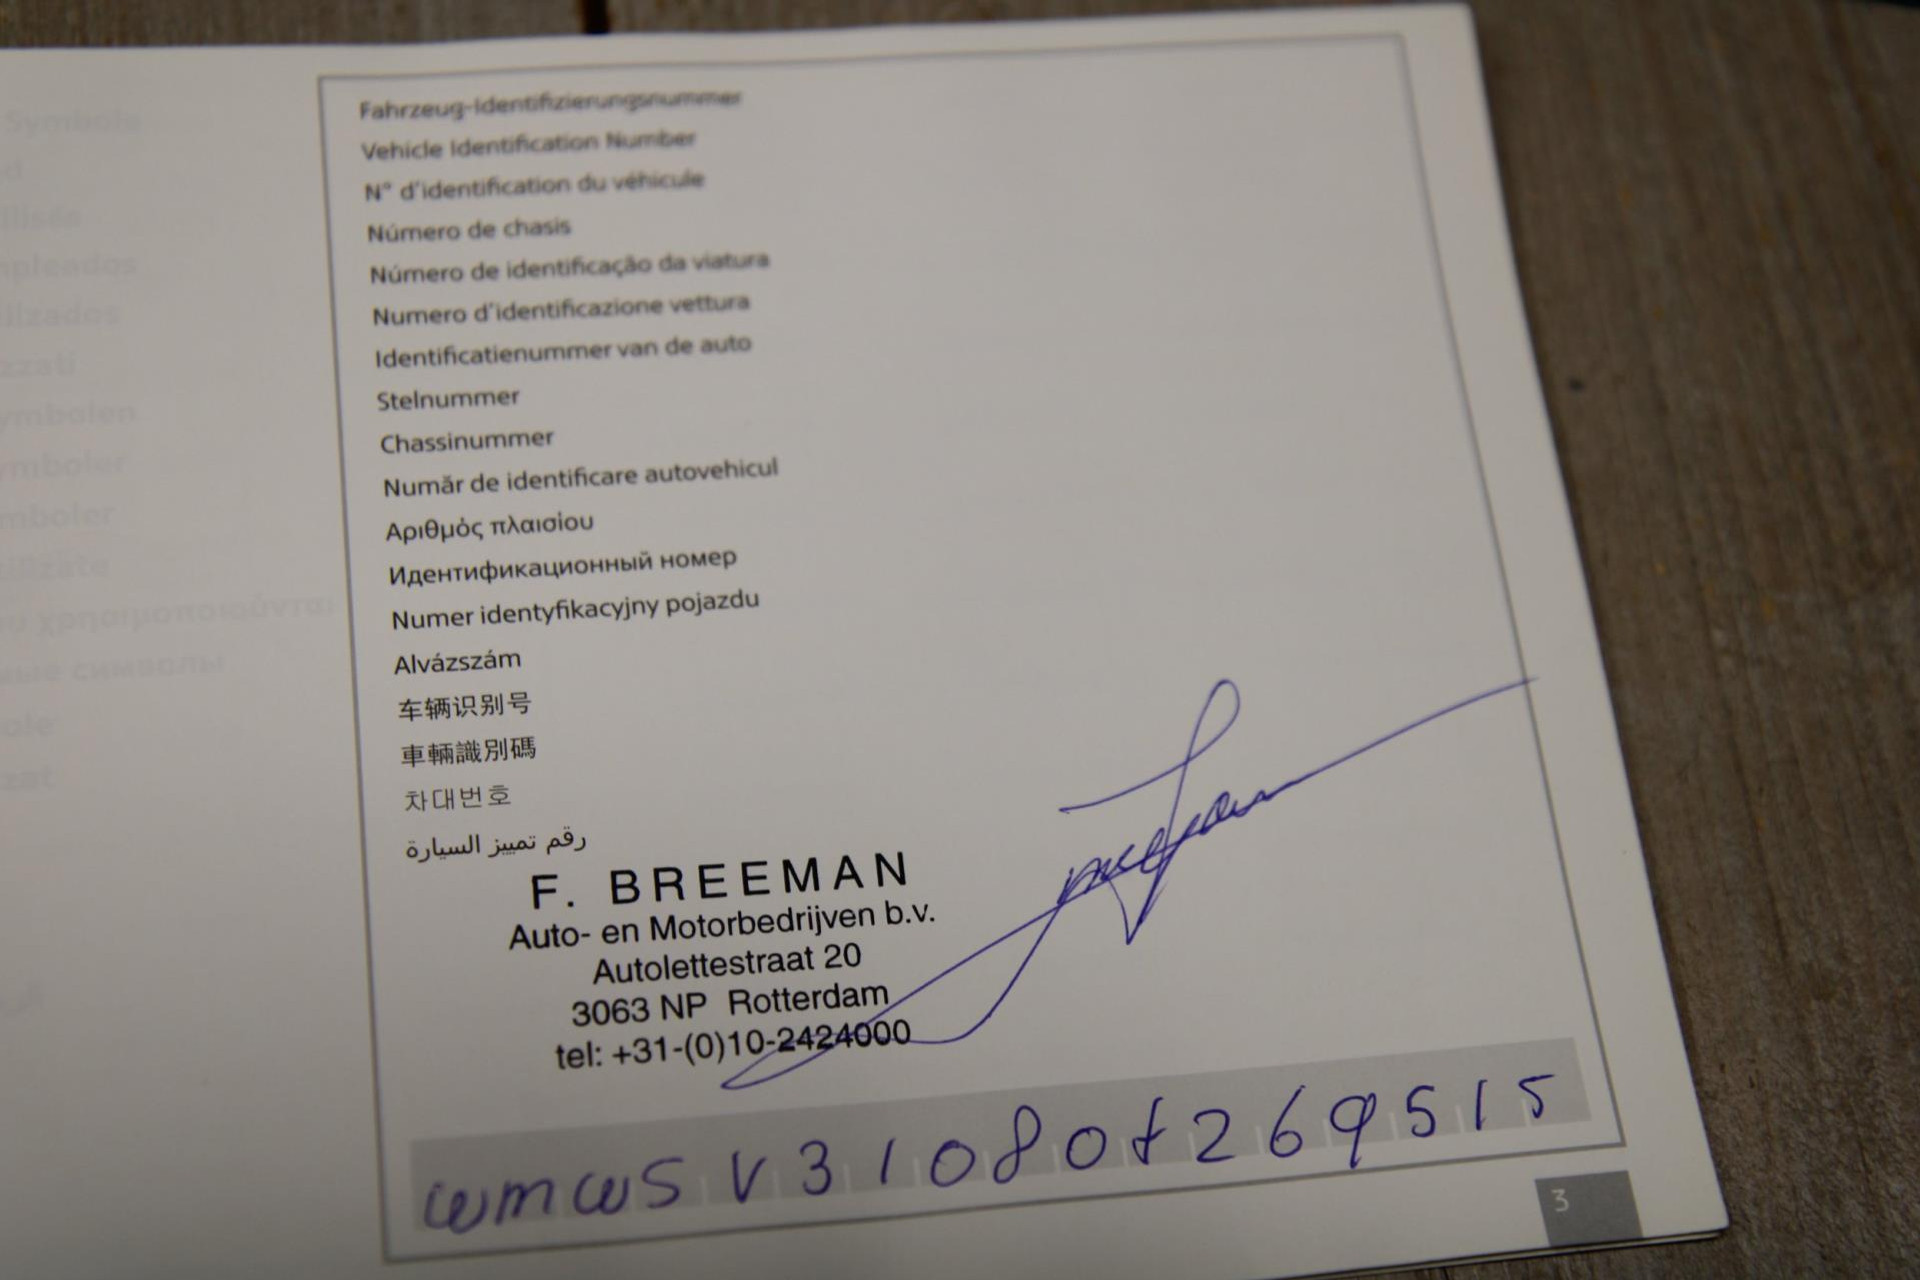 Symbole
Fahrzeug-Identifizierungsnummer
Vehicle Identification Number
N° d'identification du véhicule
Número de chasis
Número de identificação da viatura
Numero d'identificazione vettura
Identificatienummer van de auto
Stelnummer
Chassinummer
Număr de identificare autovehicul
Αριθμός πλαισίου
Идентификационный номер
Numer identyfikacyjny pojazdu
Alvázszám
车辆识别号
車輛識別碼
차대번호
رقم تمييز السيارة
F. BREEMAN
Auto- en Motorbedrijven b.v.
Autolettestraat 20
3063 NP Rotterdam
tel: +31-(0)10-2424000
WMWSV31080T269515
3